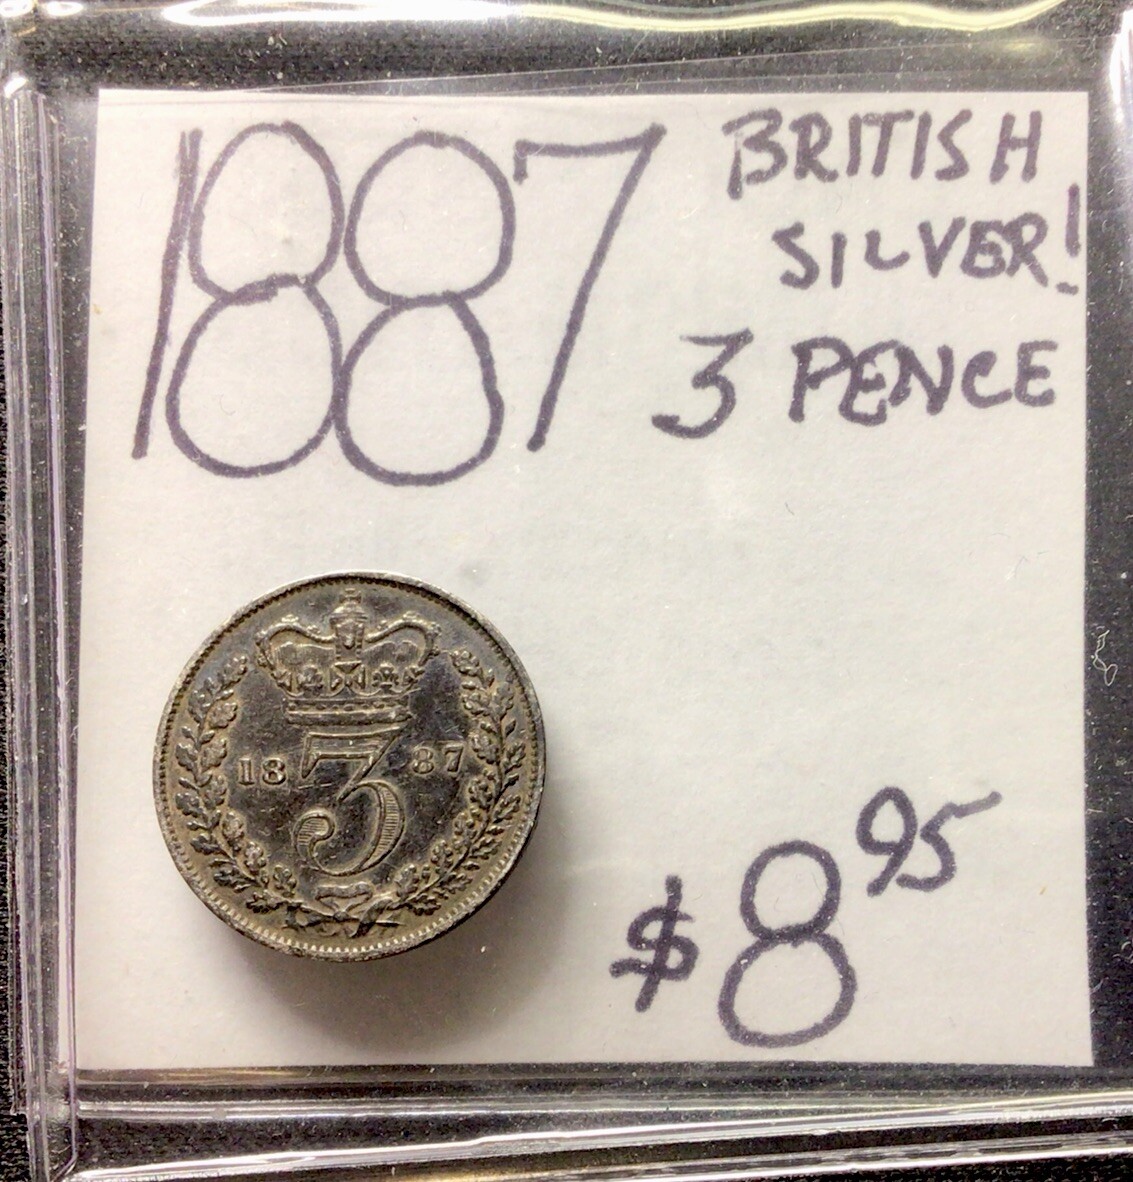 1887
BRITISH
SILVER!
3 PENCE
18 3 87
$8.95